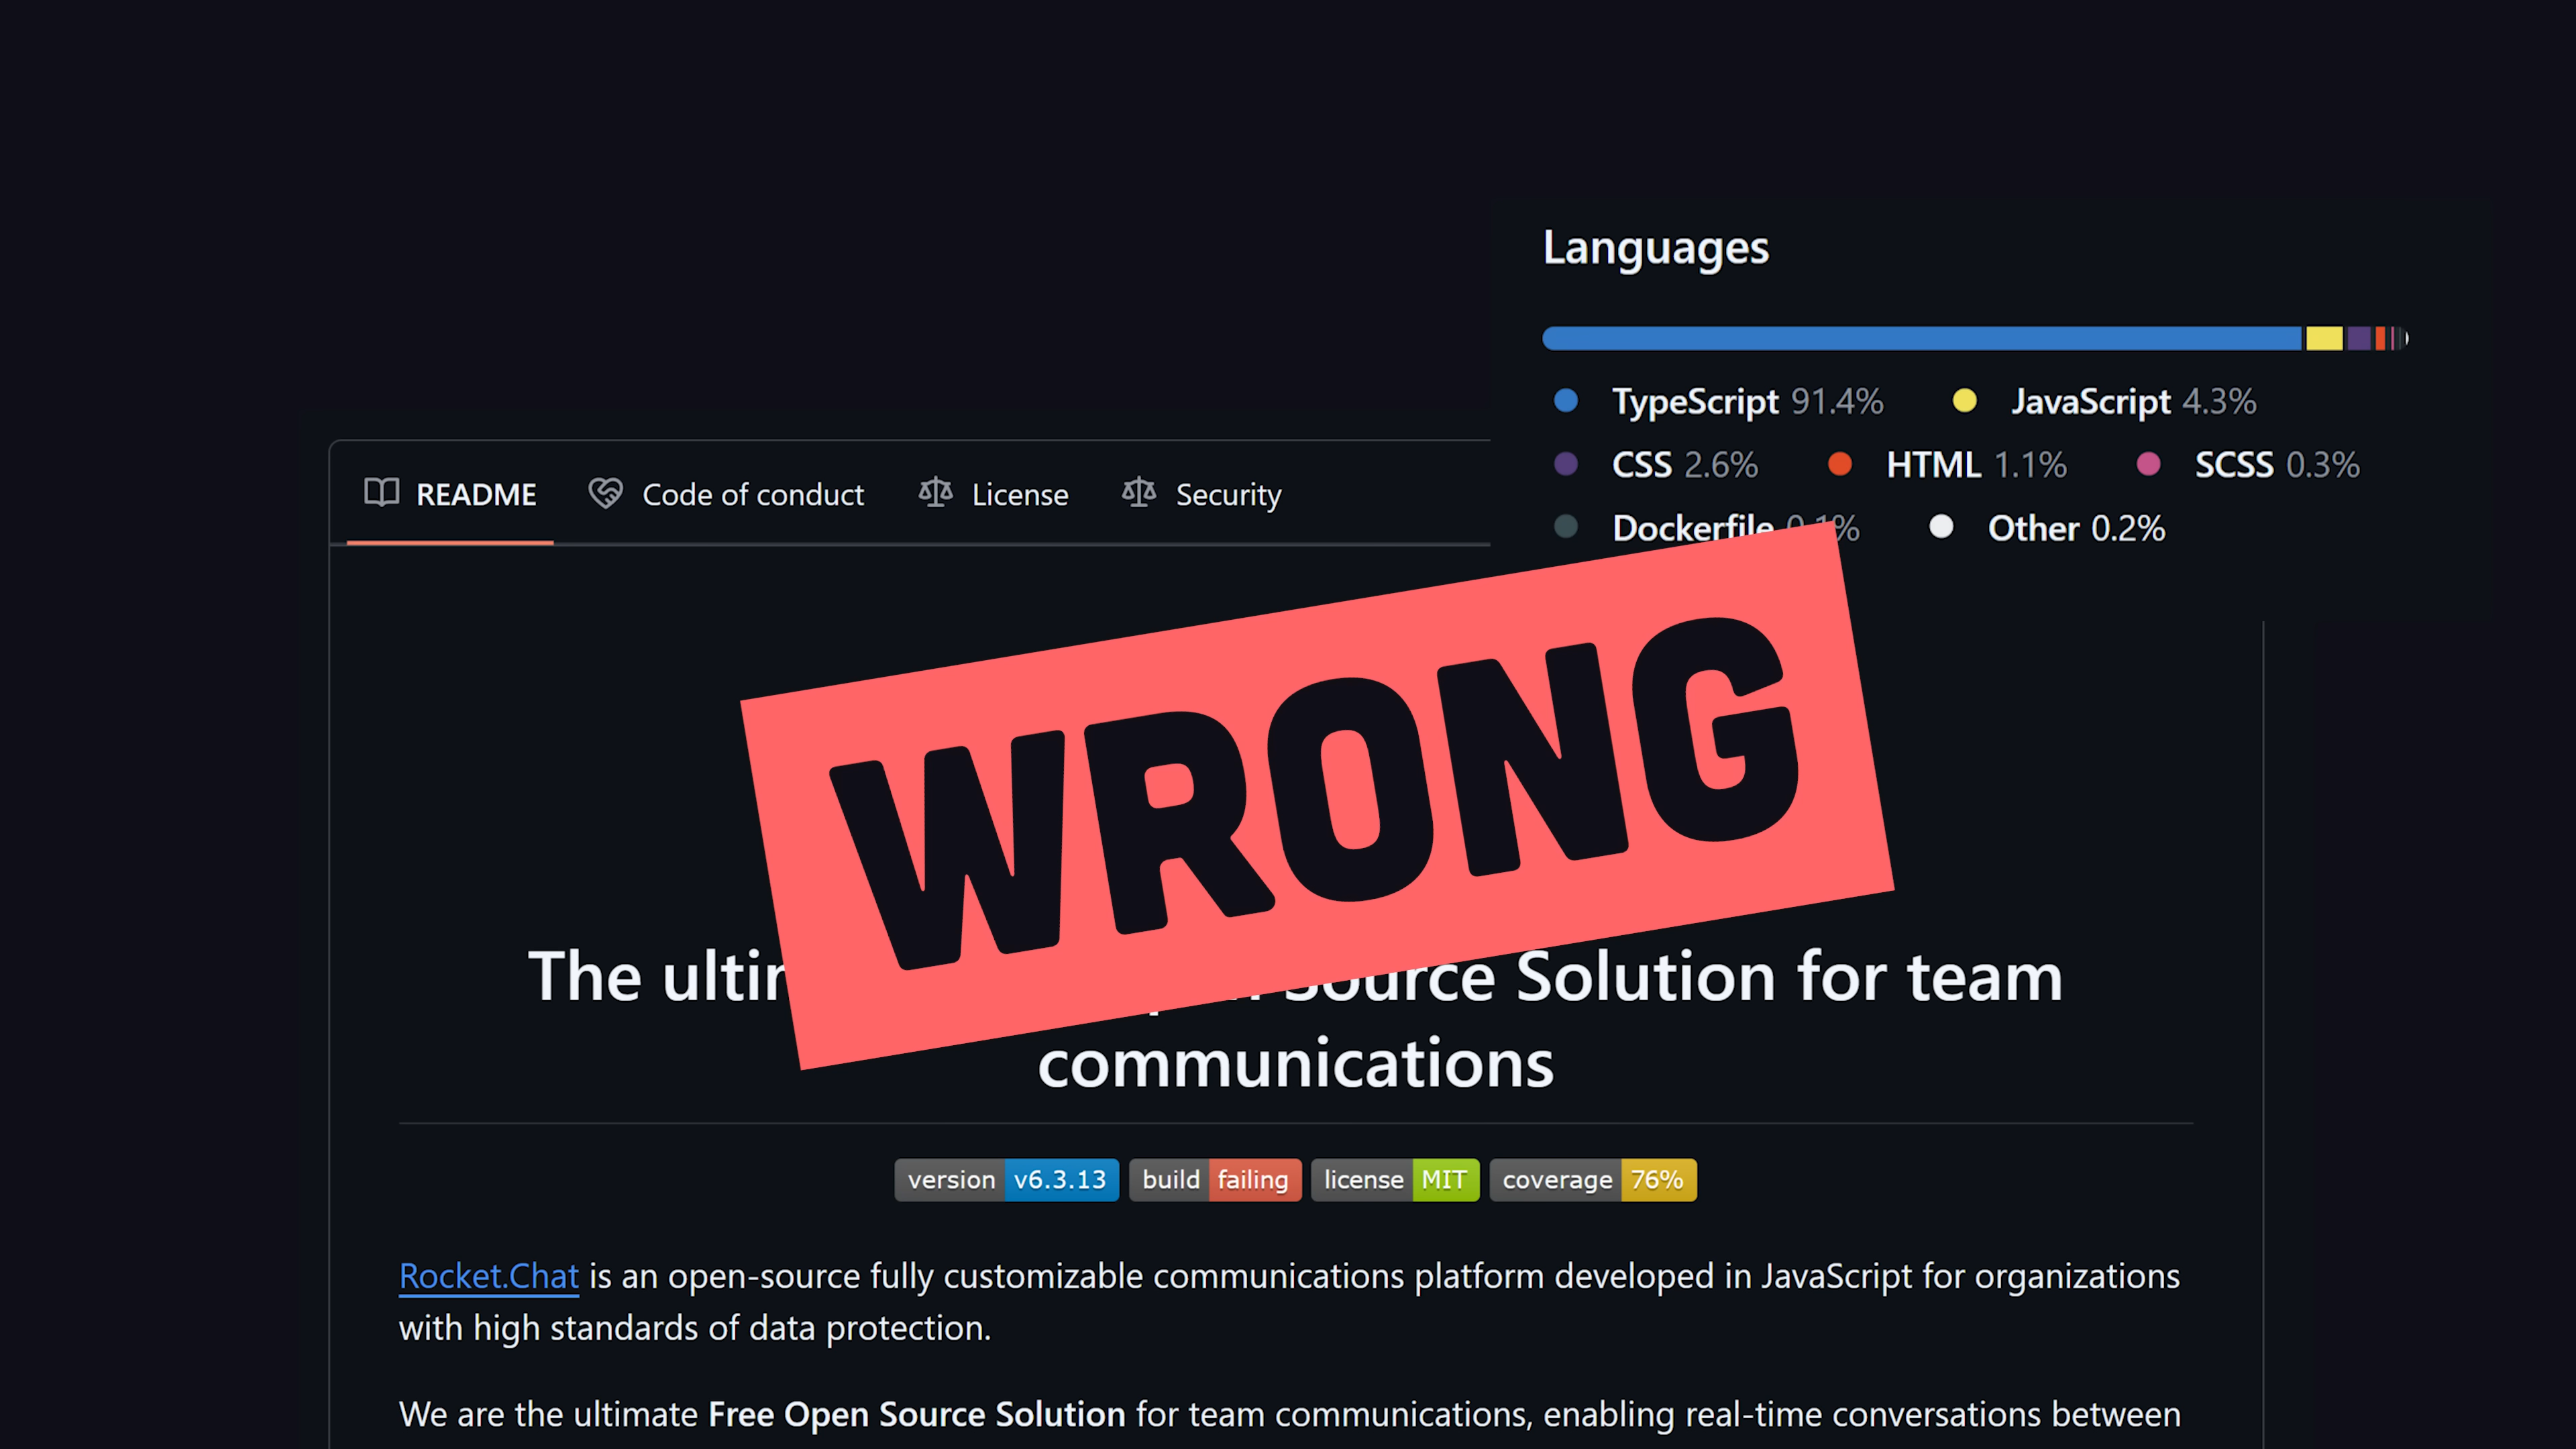 Languages
TypeScript 91.4% JavaScript 4.3%
CSS 2.6% HTML 1.1% SCSS 0.3%
Dockerfile 0.1% Other 0.2%
README Code of conduct License Security
WRONG
The Source Solution for team
communications
version v6.3.13 build failing license MIT coverage 76%
Rocket.Chat is an open-source fully customizable communications platform developed in JavaScript for organizations
with high standards of data protection.
We are the ultimate Free Open Source Solution for team communications, enabling real-time conversations between